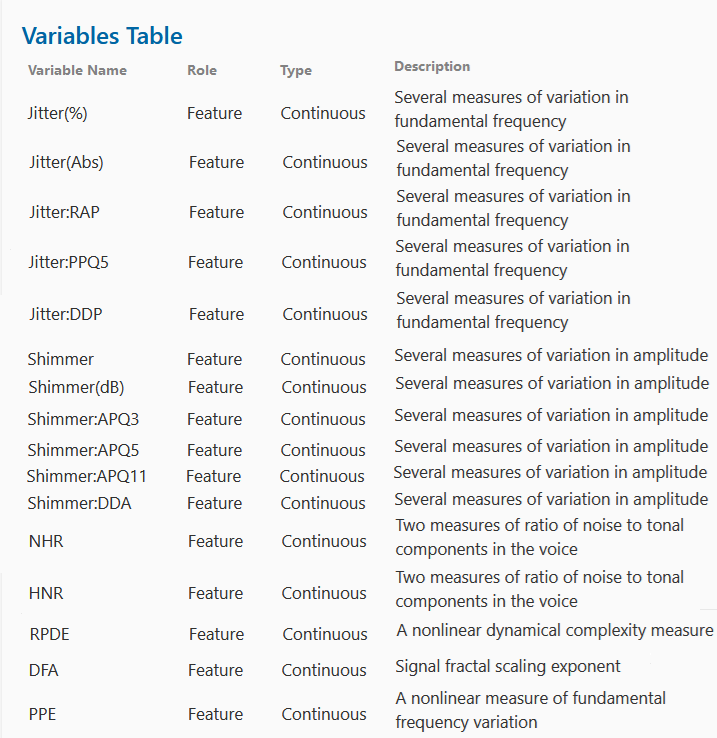 Variables Table
Variable Name Role Type Description
Jitter(%) Feature Continuous Several measures of variation in
fundamental frequency
Jitter(Abs) Feature Continuous Several measures of variation in
fundamental frequency
Jitter:RAP Feature Continuous Several measures of variation in
fundamental frequency
Jitter:PPQ5 Feature Continuous Several measures of variation in
fundamental frequency
Jitter:DDP Feature Continuous Several measures of variation in
fundamental frequency
Shimmer Feature Continuous Several measures of variation in amplitude
Shimmer(dB) Feature Continuous Several measures of variation in amplitude
Shimmer:APQ3 Feature Continuous Several measures of variation in amplitude
Shimmer:APQ5 Feature Continuous Several measures of variation in amplitude
Shimmer:APQ11 Feature Continuous Several measures of variation in amplitude
Shimmer:DDA Feature Continuous Several measures of variation in amplitude
NHR Feature Continuous Two measures of ratio of noise to tonal
components in the voice
HNR Feature Continuous Two measures of ratio of noise to tonal
components in the voice
RPDE Feature Continuous A nonlinear dynamical complexity measure
DFA Feature Continuous Signal fractal scaling exponent
PPE Feature Continuous A nonlinear measure of fundamental
frequency variation